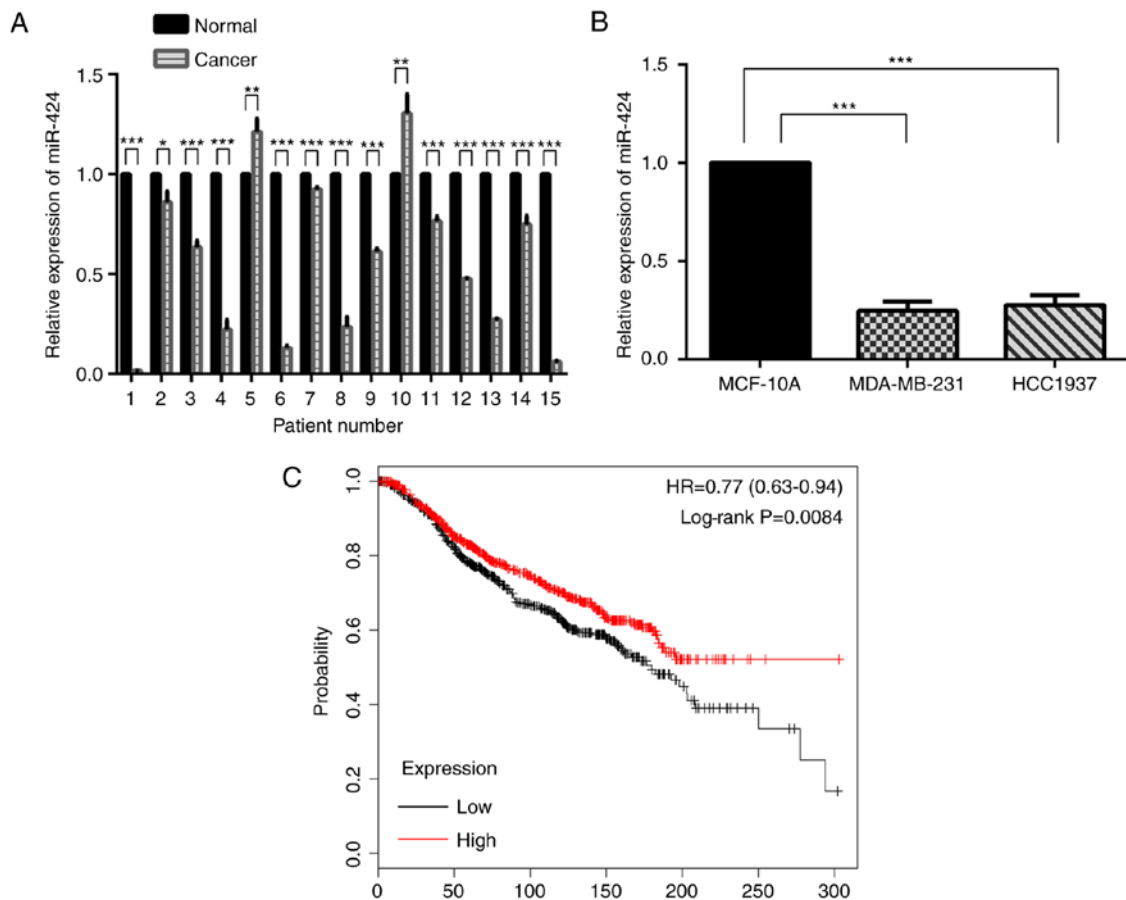 A
Normal
Cancer
Relative expression of miR-424
1.5
1.0
0.5
0.0
*** * *** *** ** *** *** *** *** ** *** *** *** *** ***
1 2 3 4 5 6 7 8 9 10 11 12 13 14 15
Patient number
B
Relative expression of miR-424
1.5
1.0
0.5
0.0
***
***
MCF-10A MDA-MB-231 HCC1937
C
HR=0.77 (0.63-0.94)
Log-rank P=0.0084
Probability
1.0
0.8
0.6
0.4
0.2
0.0
Expression
Low
High
0 50 100 150 200 250 300